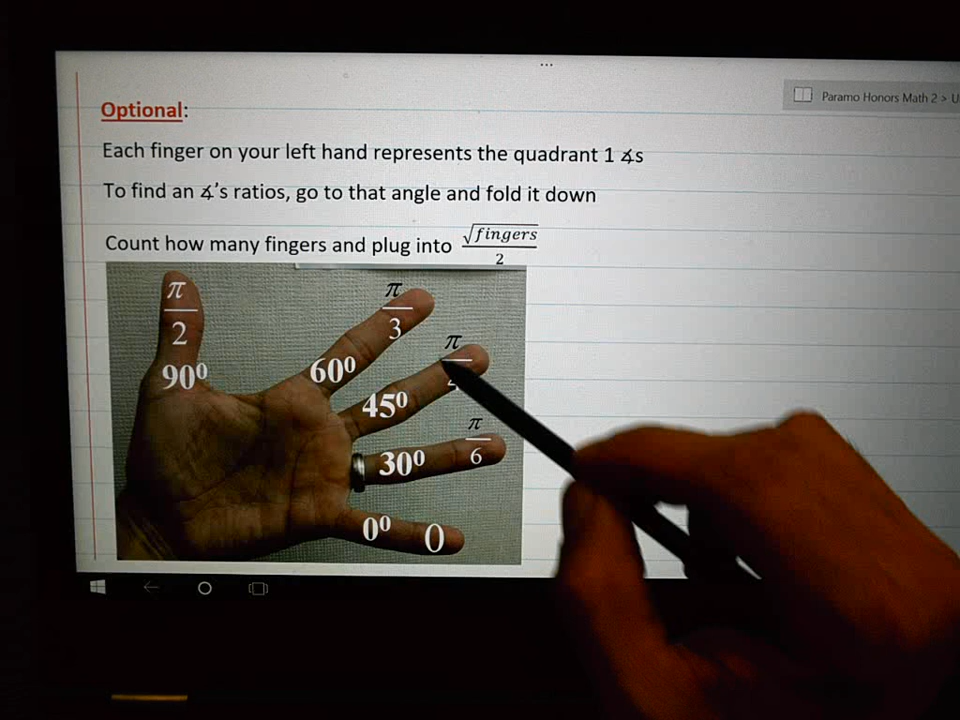 ...
Paramo Honors Math 2 > U
Optional:
Each finger on your left hand represents the quadrant 1 ∡s
To find an ∡'s ratios, go to that angle and fold it down
Count how many fingers and plug into √fingers/2
π/2
90⁰
π/3
60⁰
π
45⁰
π/6
30⁰
0⁰ 0